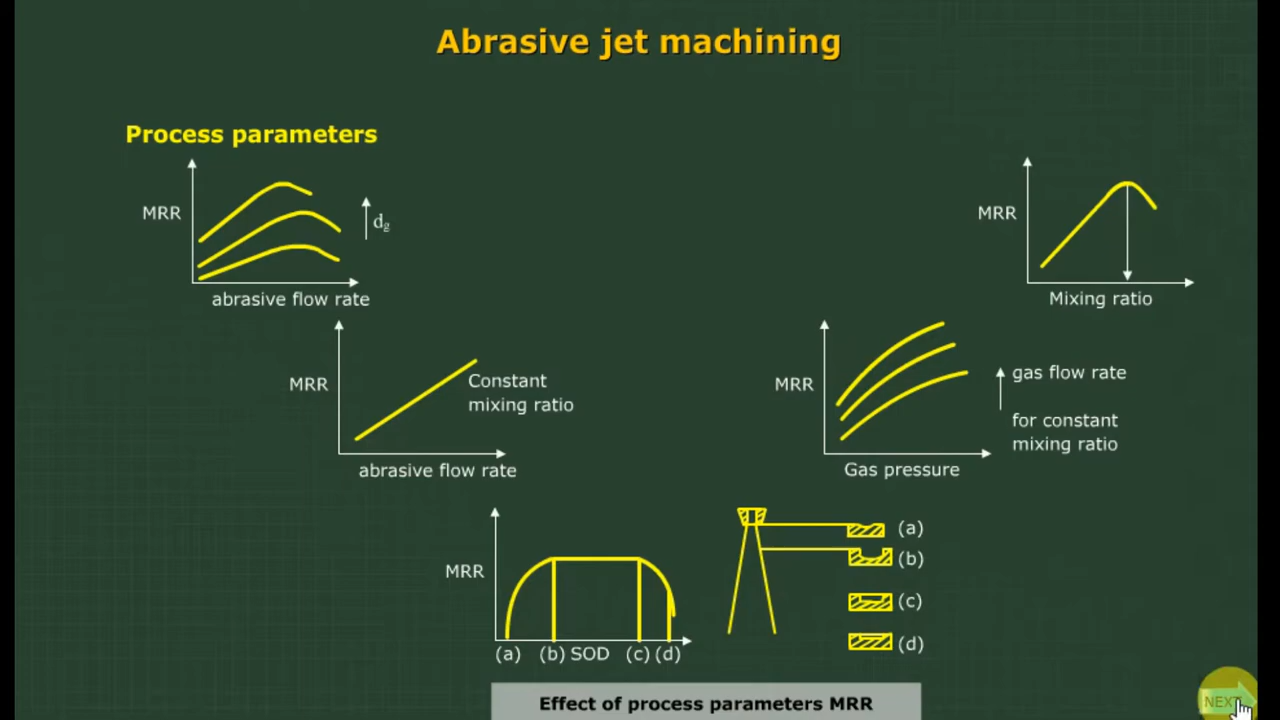 Abrasive jet machining
Process parameters
MRR
dg
abrasive flow rate
MRR
Mixing ratio
MRR
Constant
mixing ratio
abrasive flow rate
MRR
gas flow rate
for constant
mixing ratio
Gas pressure
MRR
(a) (b) SOD (c) (d)
(a)
(b)
(c)
(d)
Effect of process parameters MRR
NEXT